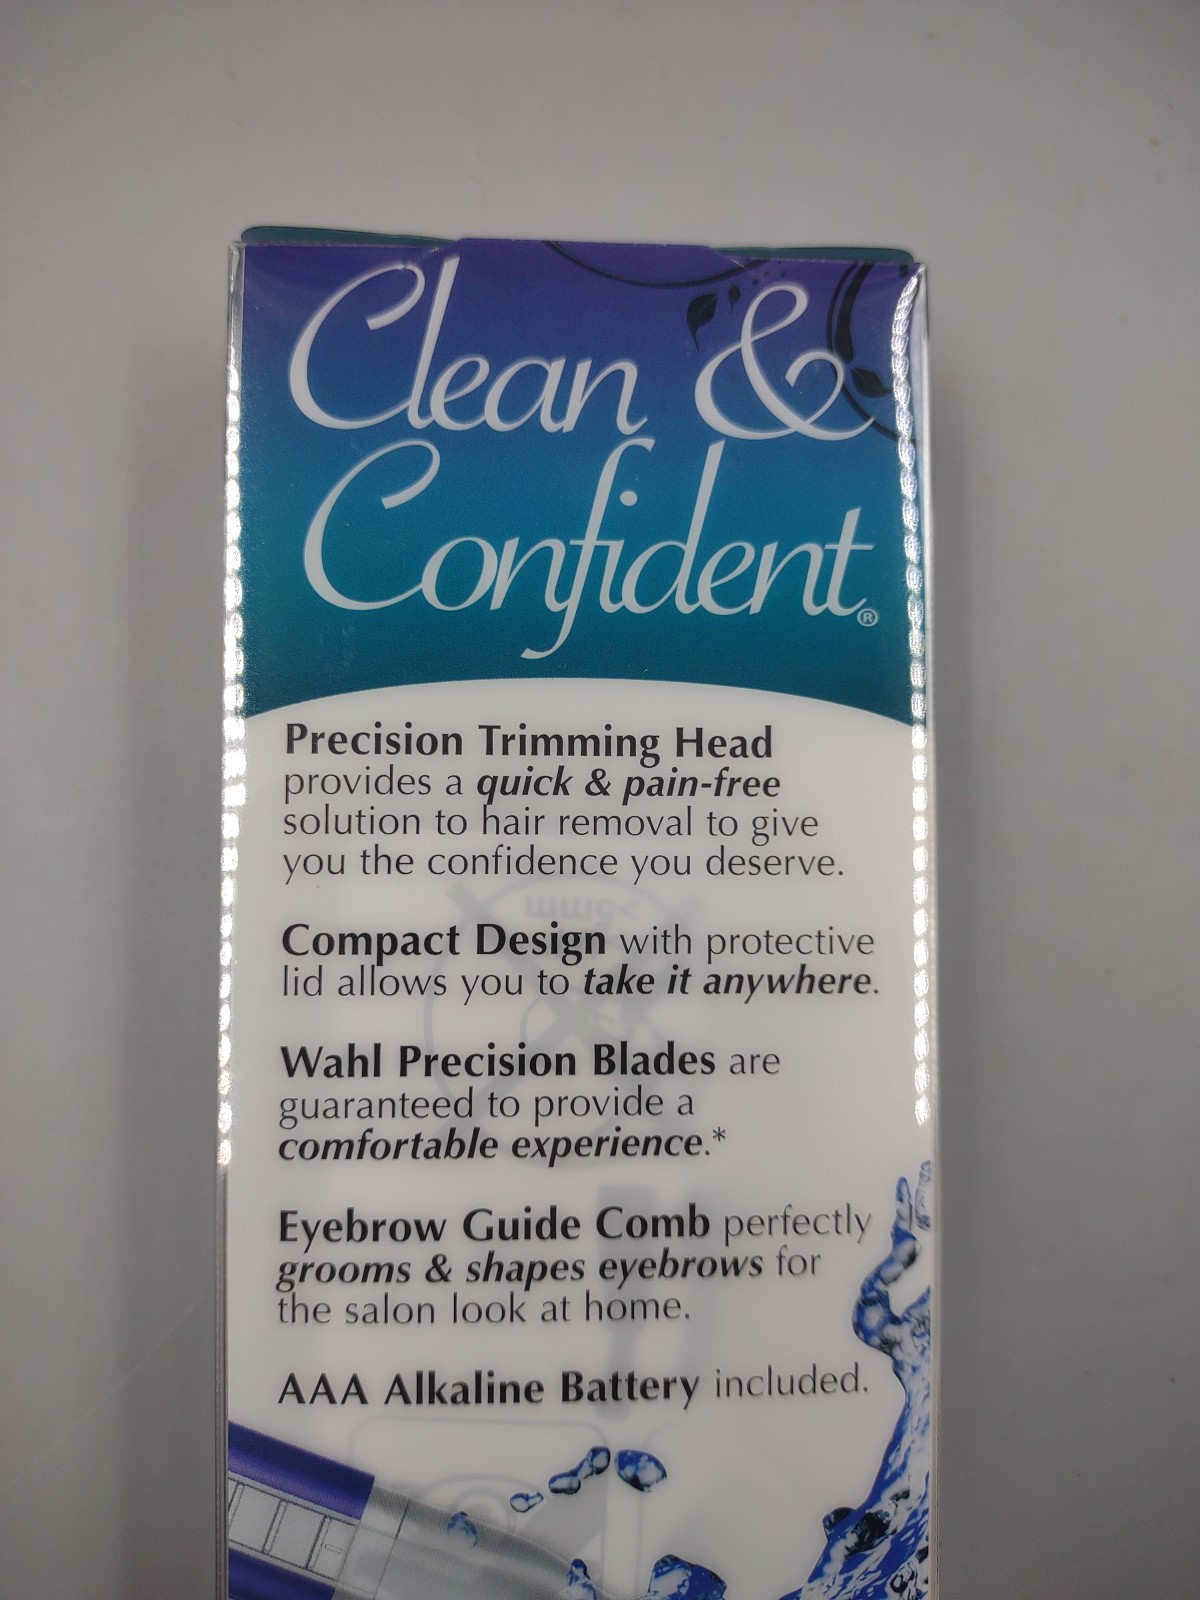 Clean &
Confident®
Precision Trimming Head
provides a quick & pain-free
solution to hair removal to give
you the confidence you deserve.
>5mm
Compact Design with protective
lid allows you to take it anywhere.
Wahl Precision Blades are
guaranteed to provide a
comfortable experience.*
Eyebrow Guide Comb perfectly
grooms & shapes eyebrows for
the salon look at home.
AAA Alkaline Battery included.